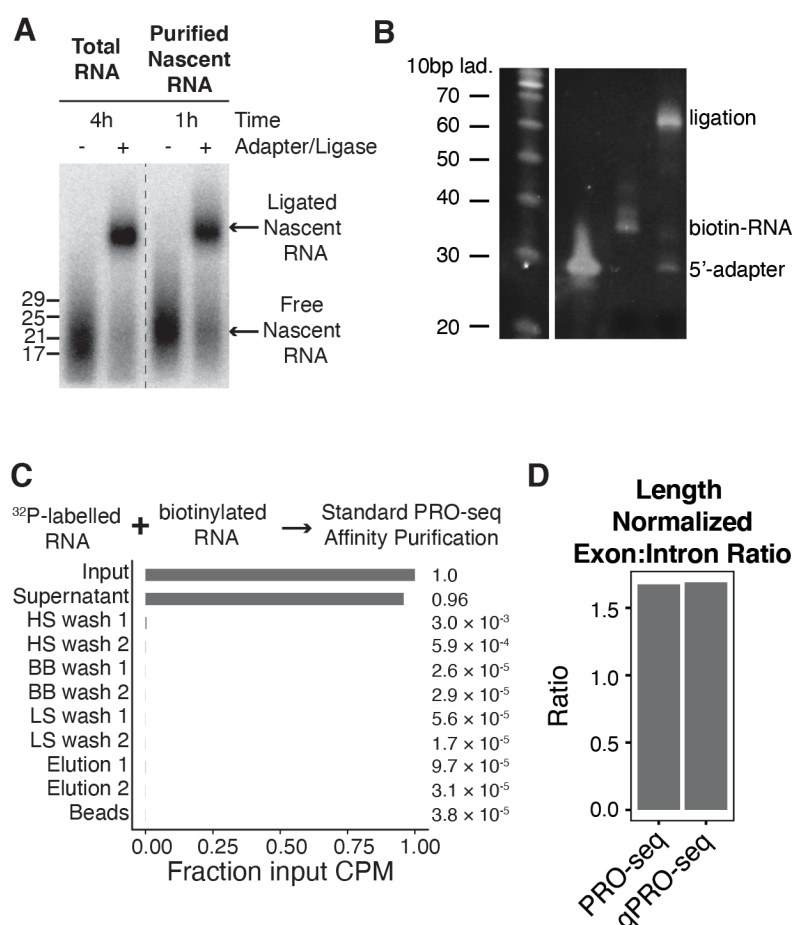 A
Total
RNA
Purified
Nascent
RNA
4h 1h Time
- + - + Adapter/Ligase
Ligated
Nascent
RNA
29
25
21
17
Free
Nascent
RNA
B
10bp lad.
70
60
50
40
30
20
ligation
biotin-RNA
5'-adapter
C
³²P-labelled
RNA
+
biotinylated
RNA
→
Standard PRO-seq
Affinity Purification
Input 1.0
Supernatant 0.96
HS wash 1 3.0 × 10⁻³
HS wash 2 5.9 × 10⁻⁴
BB wash 1 2.6 × 10⁻⁵
BB wash 2 2.9 × 10⁻⁵
LS wash 1 5.6 × 10⁻⁵
LS wash 2 1.7 × 10⁻⁵
Elution 1 9.7 × 10⁻⁵
Elution 2 3.1 × 10⁻⁵
Beads 3.8 × 10⁻⁵
0.00 0.25 0.50 0.75 1.00
Fraction input CPM
D
Length
Normalized
Exon:Intron Ratio
Ratio
1.5
1.0
0.5
0.0
PRO-seq
qPRO-seq